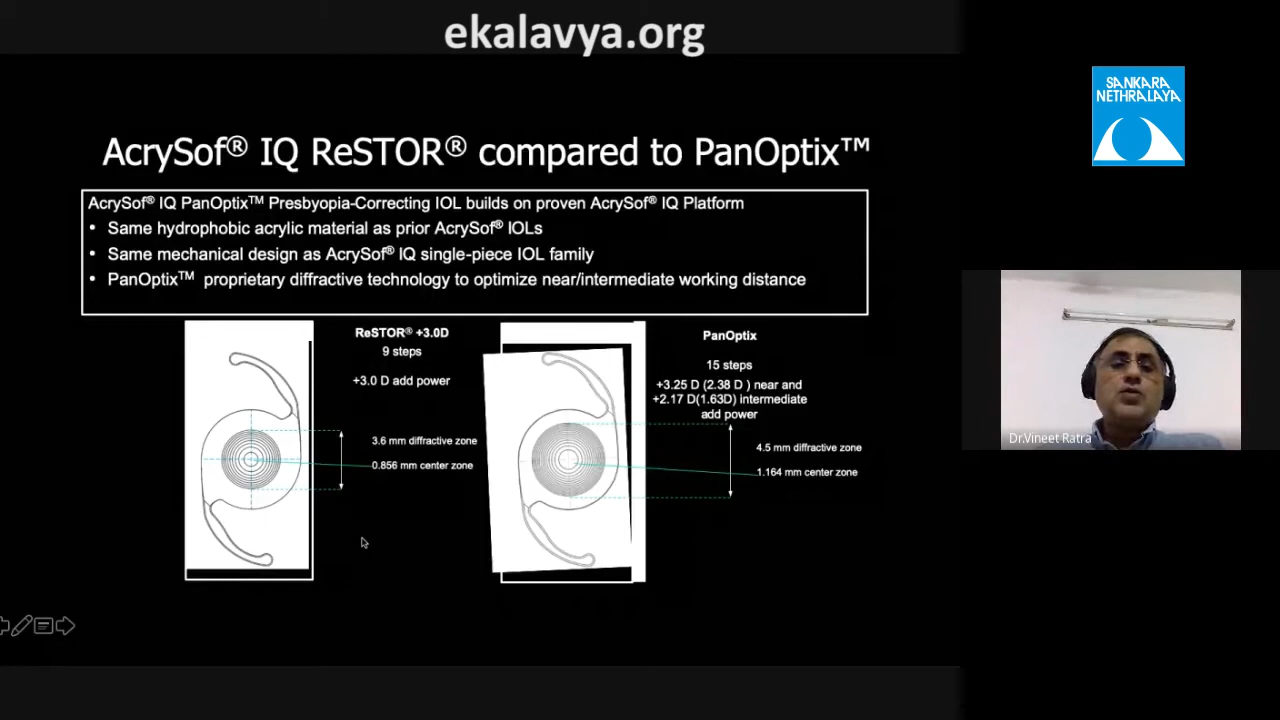 ekalavya.org
SANKARA
NETHRALAYA
AcrySof® IQ ReSTOR® compared to PanOptix™
AcrySof® IQ PanOptix™ Presbyopia-Correcting IOL builds on proven AcrySof® IQ Platform
• Same hydrophobic acrylic material as prior AcrySof® IOLs
• Same mechanical design as AcrySof® IQ single-piece IOL family
• PanOptix™ proprietary diffractive technology to optimize near/intermediate working distance
ReSTOR® +3.0D
9 steps
+3.0 D add power
3.6 mm diffractive zone
0.856 mm center zone
PanOptix
15 steps
+3.25 D (2.38 D ) near and
+2.17 D(1.63D) intermediate
add power
4.5 mm diffractive zone
1.164 mm center zone
Dr.Vineet Ratra